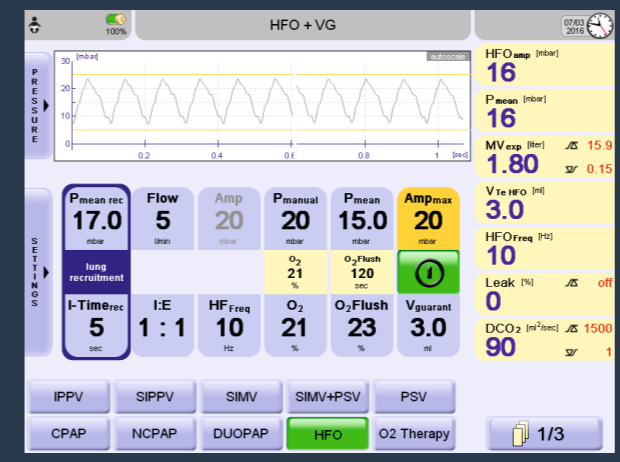 100%
HFO + VG
07/03
2016
PRESSURE
[mbar]
autoscale
30
20
10
0
0.2
0.4
0.6
0.8
1
[sec]
HFO amp [mbar]
16
Pmean [mbar]
16
MVexp [liter] 15.9
1.80 0.15
VTe HFO [ml]
3.0
HFOFreq [Hz]
10
Leak [%] off
0
DCO2 [ml²/sec] 1500
90 1
SETTINGS
Pmean rec
17.0
mbar
Flow
5
l/min
Amp
20
mbar
Pmanual
20
mbar
Pmean
15.0
mbar
Ampmax
20
mbar
lung
recruitment
O2
21
%
O2Flush
120
sec
I-Timerec
5
sec
I:E
1 : 1
HFFreq
10
Hz
O2
21
%
O2Flush
23
%
Vguarant
3.0
ml
IPPV SIPPV SIMV SIMV+PSV PSV
CPAP NCPAP DUOPAP HFO O2 Therapy
1/3